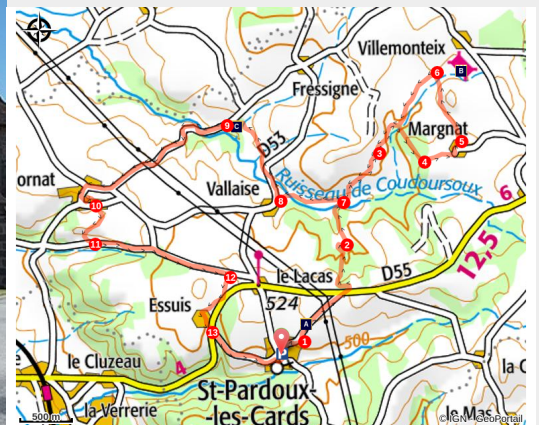 Villemonteix
6
B
Fressigne
9
C
D53
Margnat
5
3
4
ornat
Vallaise
Ruisseau de Coudoursoux
8
7
6
10
11
2
12,5
12
le Lacas
D55
524
Essuis
13
A
1
500
le Cluzeau
4
e
la C
St-Pardoux-
-les-Cards
la Verrerie
le Mas
500 m
© IGN - GeoPortail